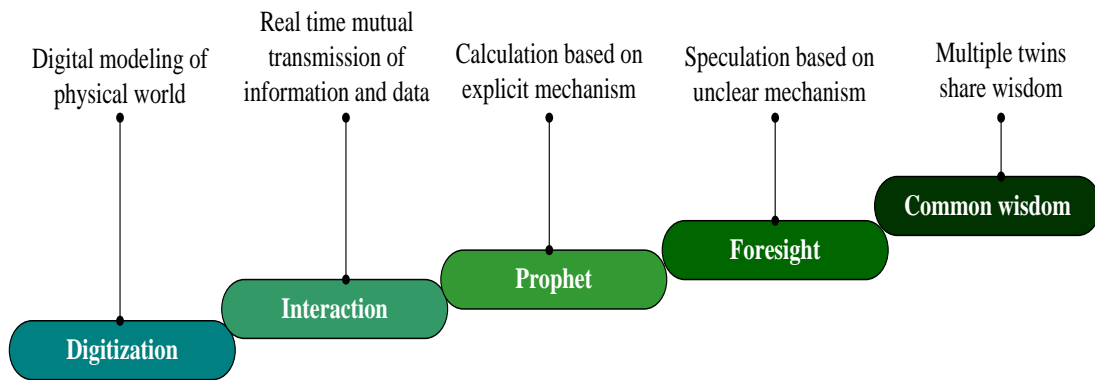 Digital modeling of
physical world
Real time mutual
transmission of
information and data
Calculation based on
explicit mechanism
Speculation based on
unclear mechanism
Multiple twins
share wisdom
Digitization
Interaction
Prophet
Foresight
Common wisdom